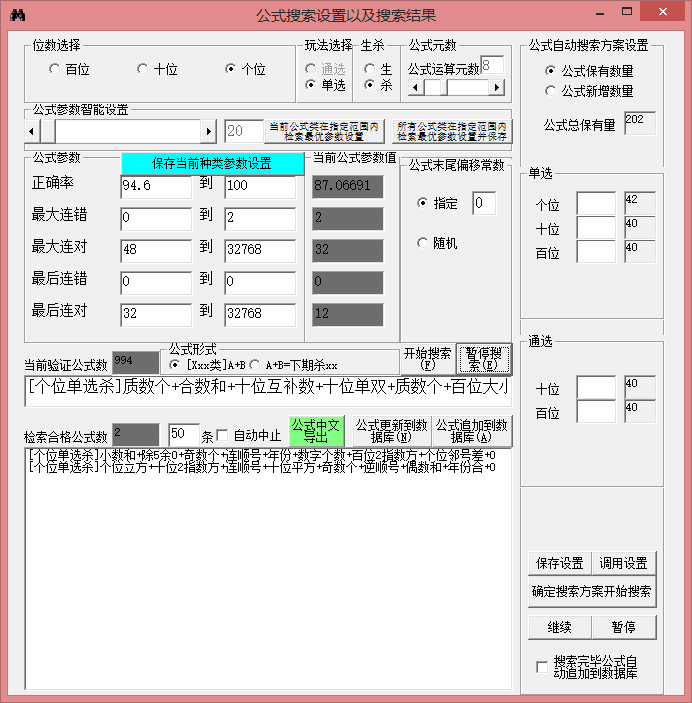 公式搜索设置以及搜索结果
位数选择
百位
十位
个位
玩法选择
通选
单选
生杀
生
杀
公式元数
公式运算元数
8
公式参数智能设置
20
当前公式类在指定范围内
检索最优参数设置
所有公式类在指定范围内
检索最优参数设置并保存
公式参数
保存当前种类参数设置
当前公式参数值
正确率
94.6
到
100
87.06691
最大连错
0
到
2
2
最大连对
48
到
32768
32
最后连错
0
到
0
0
最后连对
32
到
32768
12
公式末尾偏移常数
指定
0
随机
当前验证公式数
994
公式形式
[Xxx类]A+B
A+B=下期杀xx
开始搜索
(F)
暂停搜
索(E)
[个位单选杀]质数个+合数和+十位互补数+十位单双+质数个+百位大小
检索合格公式数
2
50
条
自动中止
公式中文
导出
公式更新到数
据库(N)
公式追加到数
据库(A)
[个位单选杀]小数和+除5余0+奇数个+连顺号+年份+数字个数+百位2指数方+个位邻号差+0
[个位单选杀]个位立方+十位2指数方+连顺号+十位平方+奇数个+逆顺号+偶数和+年份合+0
公式自动搜索方案设置
公式保有数量
公式新增数量
公式总保有量
202
单选
个位
42
十位
40
百位
40
通选
十位
40
百位
40
保存设置
调用设置
确定搜索方案开始搜索
继续
暂停
搜索完毕公式自
动追加到数据库